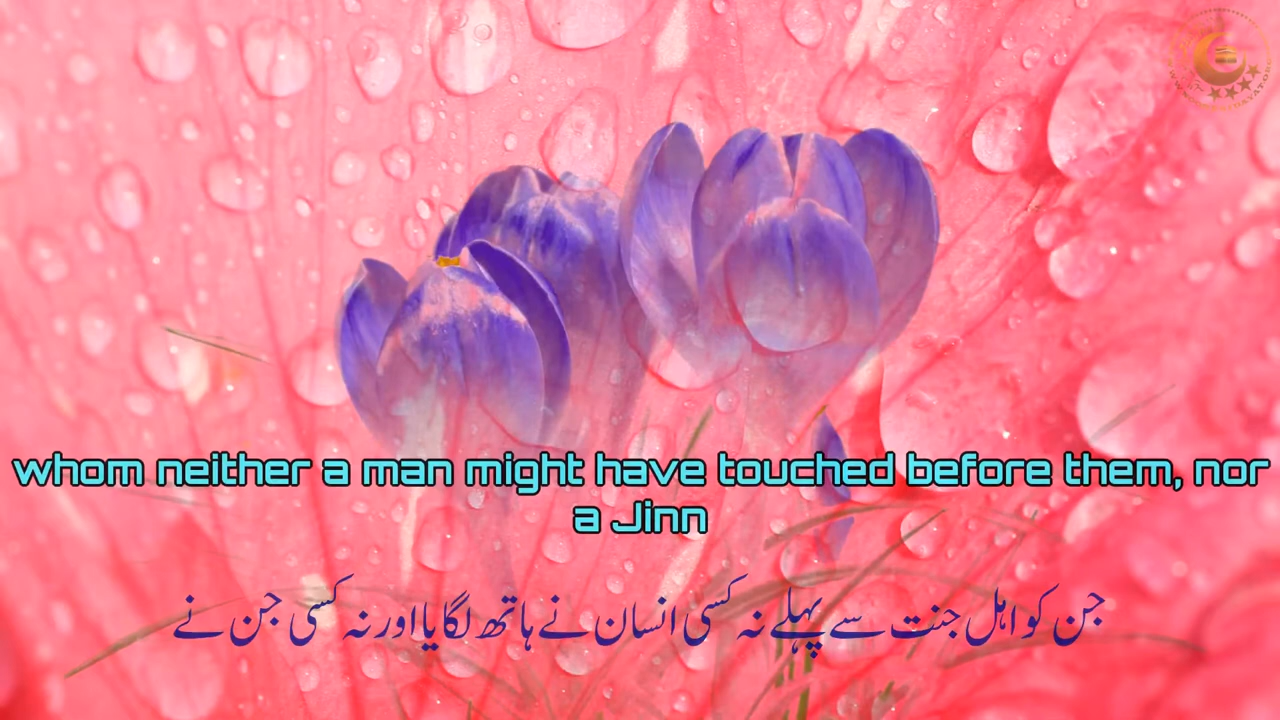 whom neither a man might have touched before them, nor
a Jinn
جن کو اہل جنت سے پہلے نہ کسی انسان نے ہاتھ لگایا اور نہ کسی جن نے